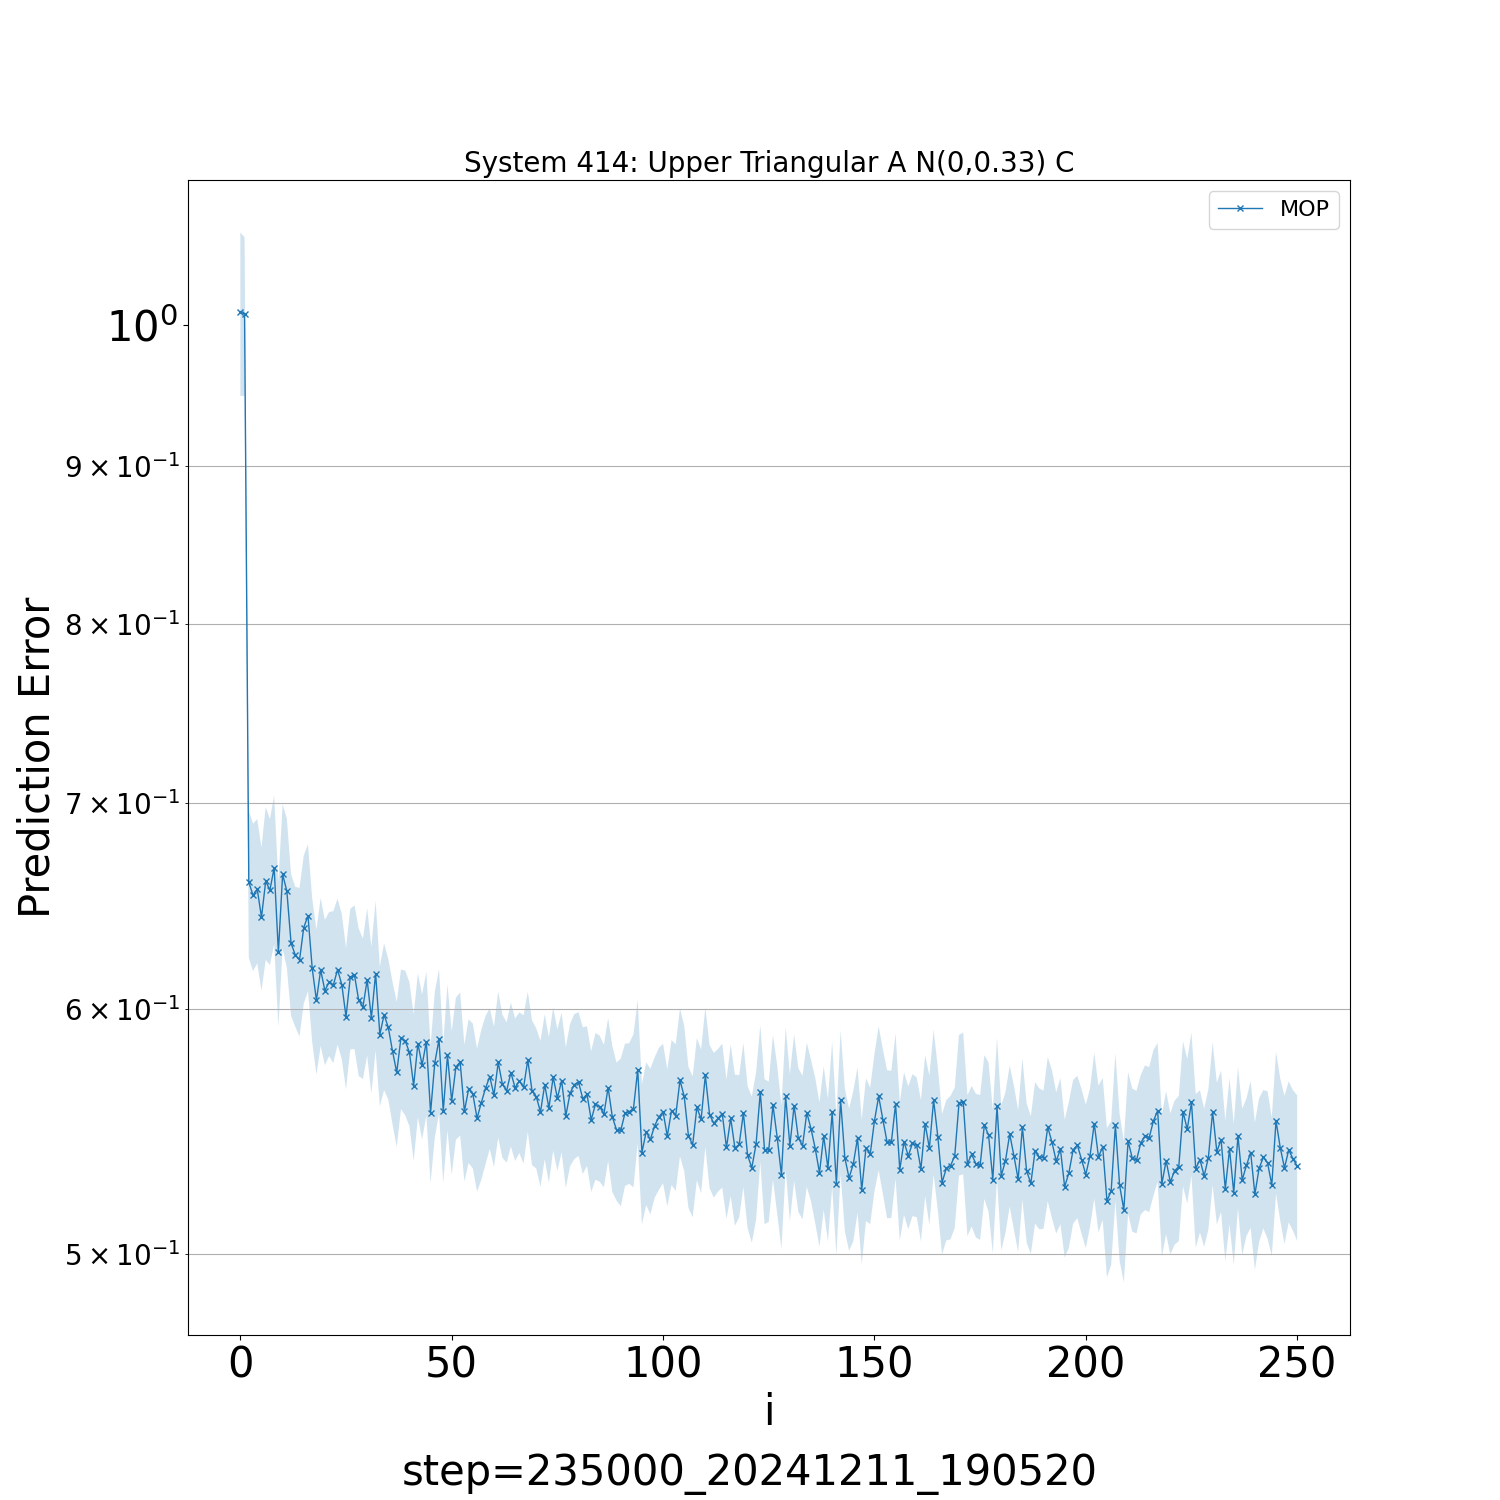 System 414: Upper Triangular A N(0,0.33) C
MOP
Prediction Error
10⁰
9 × 10⁻¹
8 × 10⁻¹
7 × 10⁻¹
6 × 10⁻¹
5 × 10⁻¹
0 50 100 150 200 250
i
step=235000_20241211_190520